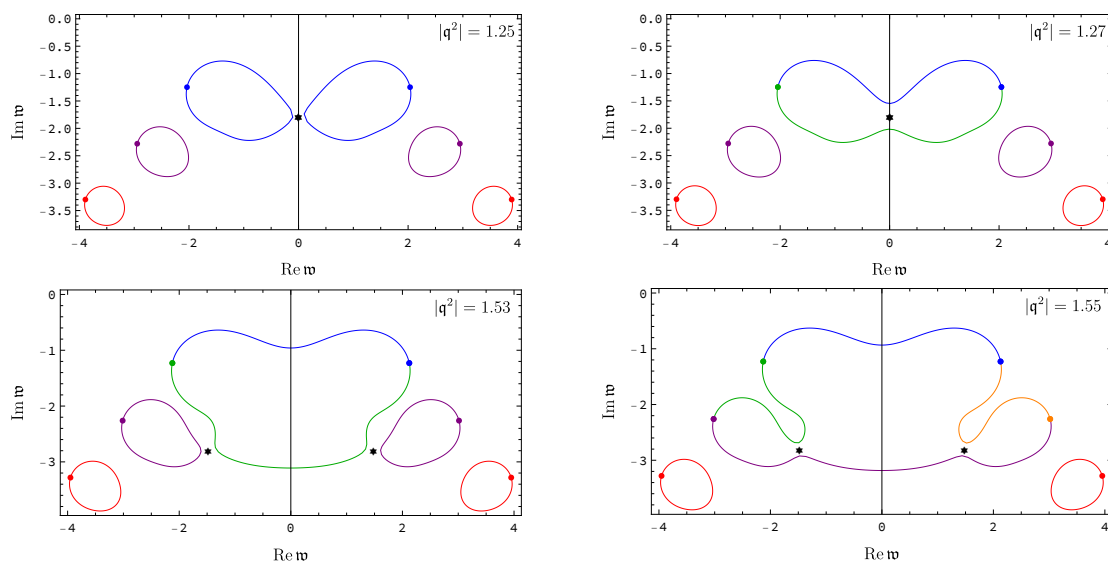 |𝔮²| = 1.25
0.0
−0.5
−1.0
−1.5
−2.0
−2.5
−3.0
−3.5
Im 𝔴
−4 −2 0 2 4
Re 𝔴
|𝔮²| = 1.27
0.0
−0.5
−1.0
−1.5
−2.0
−2.5
−3.0
−3.5
Im 𝔴
−4 −2 0 2 4
Re 𝔴
|𝔮²| = 1.53
0
−1
−2
−3
Im 𝔴
−4 −2 0 2 4
Re 𝔴
|𝔮²| = 1.55
0
−1
−2
−3
Im 𝔴
−4 −2 0 2 4
Re 𝔴